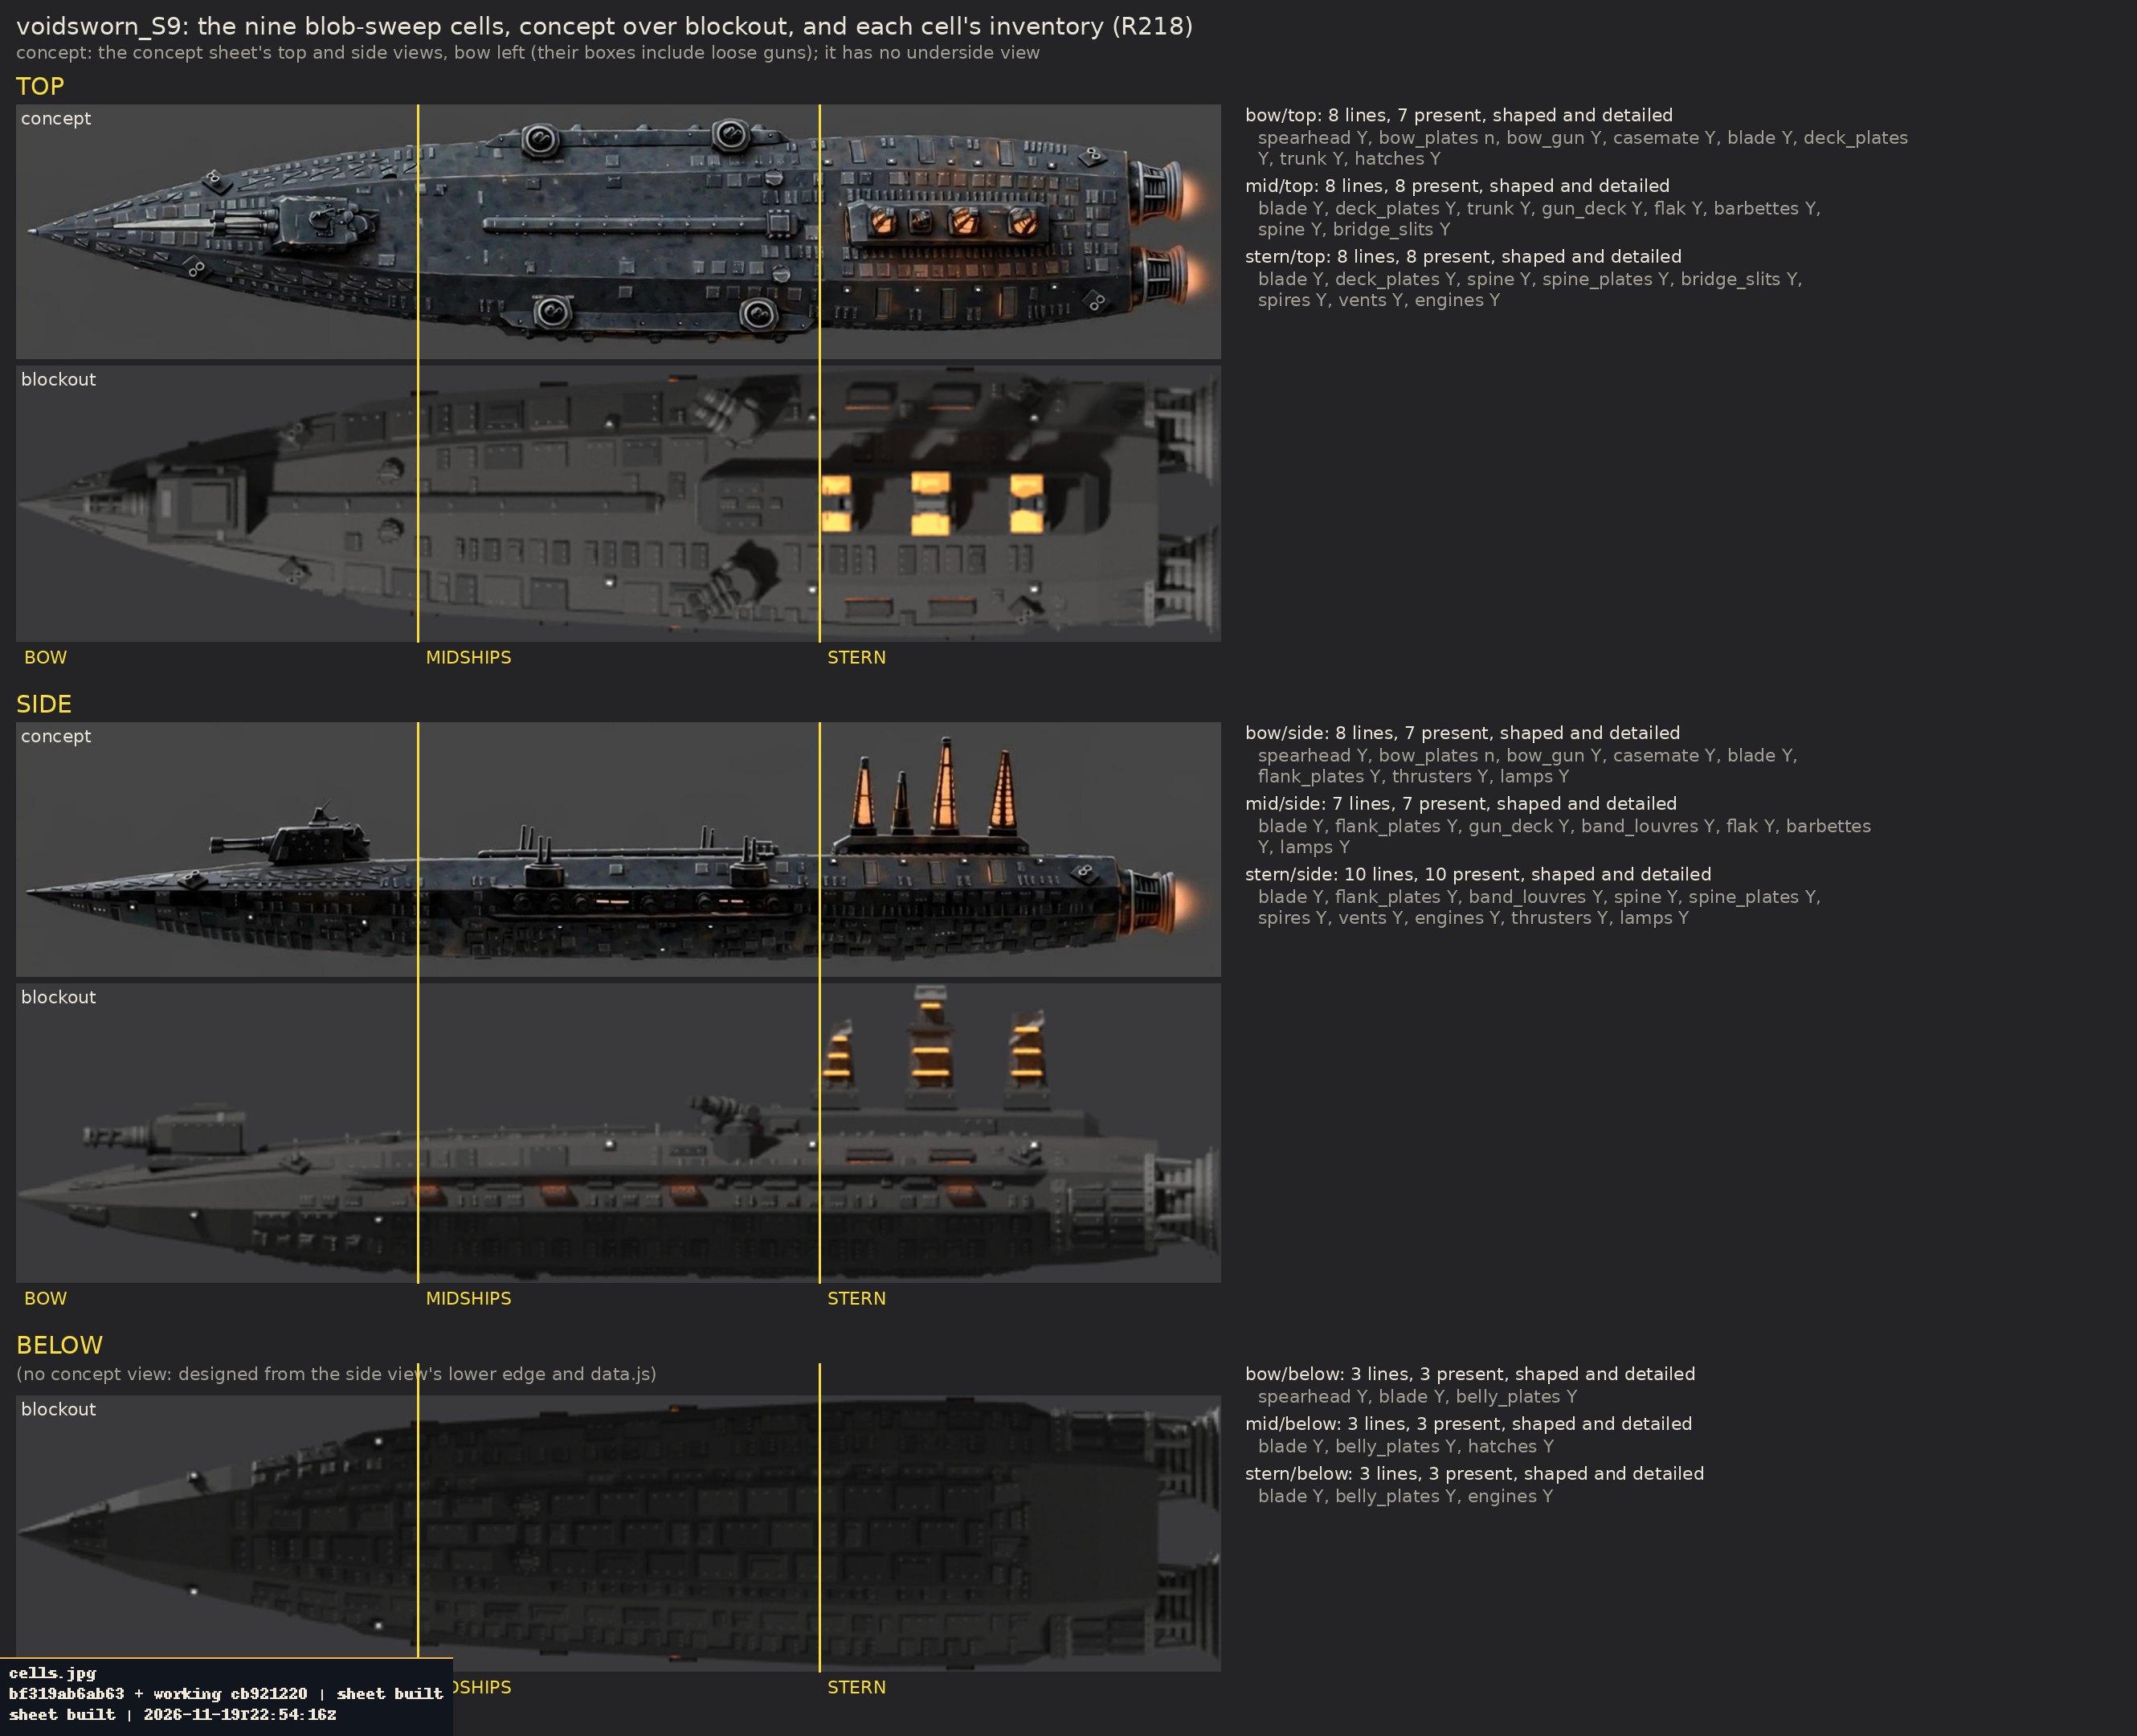 voidsworn_S9: the nine blob-sweep cells, concept over blockout, and each cell's inventory (R218)
concept: the concept sheet's top and side views, bow left (their boxes include loose guns); it has no underside view
TOP
concept
blockout
BOW
MIDSHIPS
STERN
bow/top: 8 lines, 7 present, shaped and detailed
spearhead Y, bow_plates n, bow_gun Y, casemate Y, blade Y, deck_plates
Y, trunk Y, hatches Y
mid/top: 8 lines, 8 present, shaped and detailed
blade Y, deck_plates Y, trunk Y, gun_deck Y, flak Y, barbettes Y,
spine Y, bridge_slits Y
stern/top: 8 lines, 8 present, shaped and detailed
blade Y, deck_plates Y, spine Y, spine_plates Y, bridge_slits Y,
spires Y, vents Y, engines Y
SIDE
concept
blockout
BOW
MIDSHIPS
STERN
bow/side: 8 lines, 7 present, shaped and detailed
spearhead Y, bow_plates n, bow_gun Y, casemate Y, blade Y,
flank_plates Y, thrusters Y, lamps Y
mid/side: 7 lines, 7 present, shaped and detailed
blade Y, flank_plates Y, gun_deck Y, band_louvres Y, flak Y, barbettes
Y, lamps Y
stern/side: 10 lines, 10 present, shaped and detailed
blade Y, flank_plates Y, band_louvres Y, spine Y, spine_plates Y,
spires Y, vents Y, engines Y, thrusters Y, lamps Y
BELOW
(no concept view: designed from the side view's lower edge and data.js)
blockout
DSHIPS
STERN
bow/below: 3 lines, 3 present, shaped and detailed
spearhead Y, blade Y, belly_plates Y
mid/below: 3 lines, 3 present, shaped and detailed
blade Y, belly_plates Y, hatches Y
stern/below: 3 lines, 3 present, shaped and detailed
blade Y, belly_plates Y, engines Y
cells.jpg
bf319ab6ab63 + working cb921220 | sheet built
sheet built | 2026-11-19T22:54:16Z